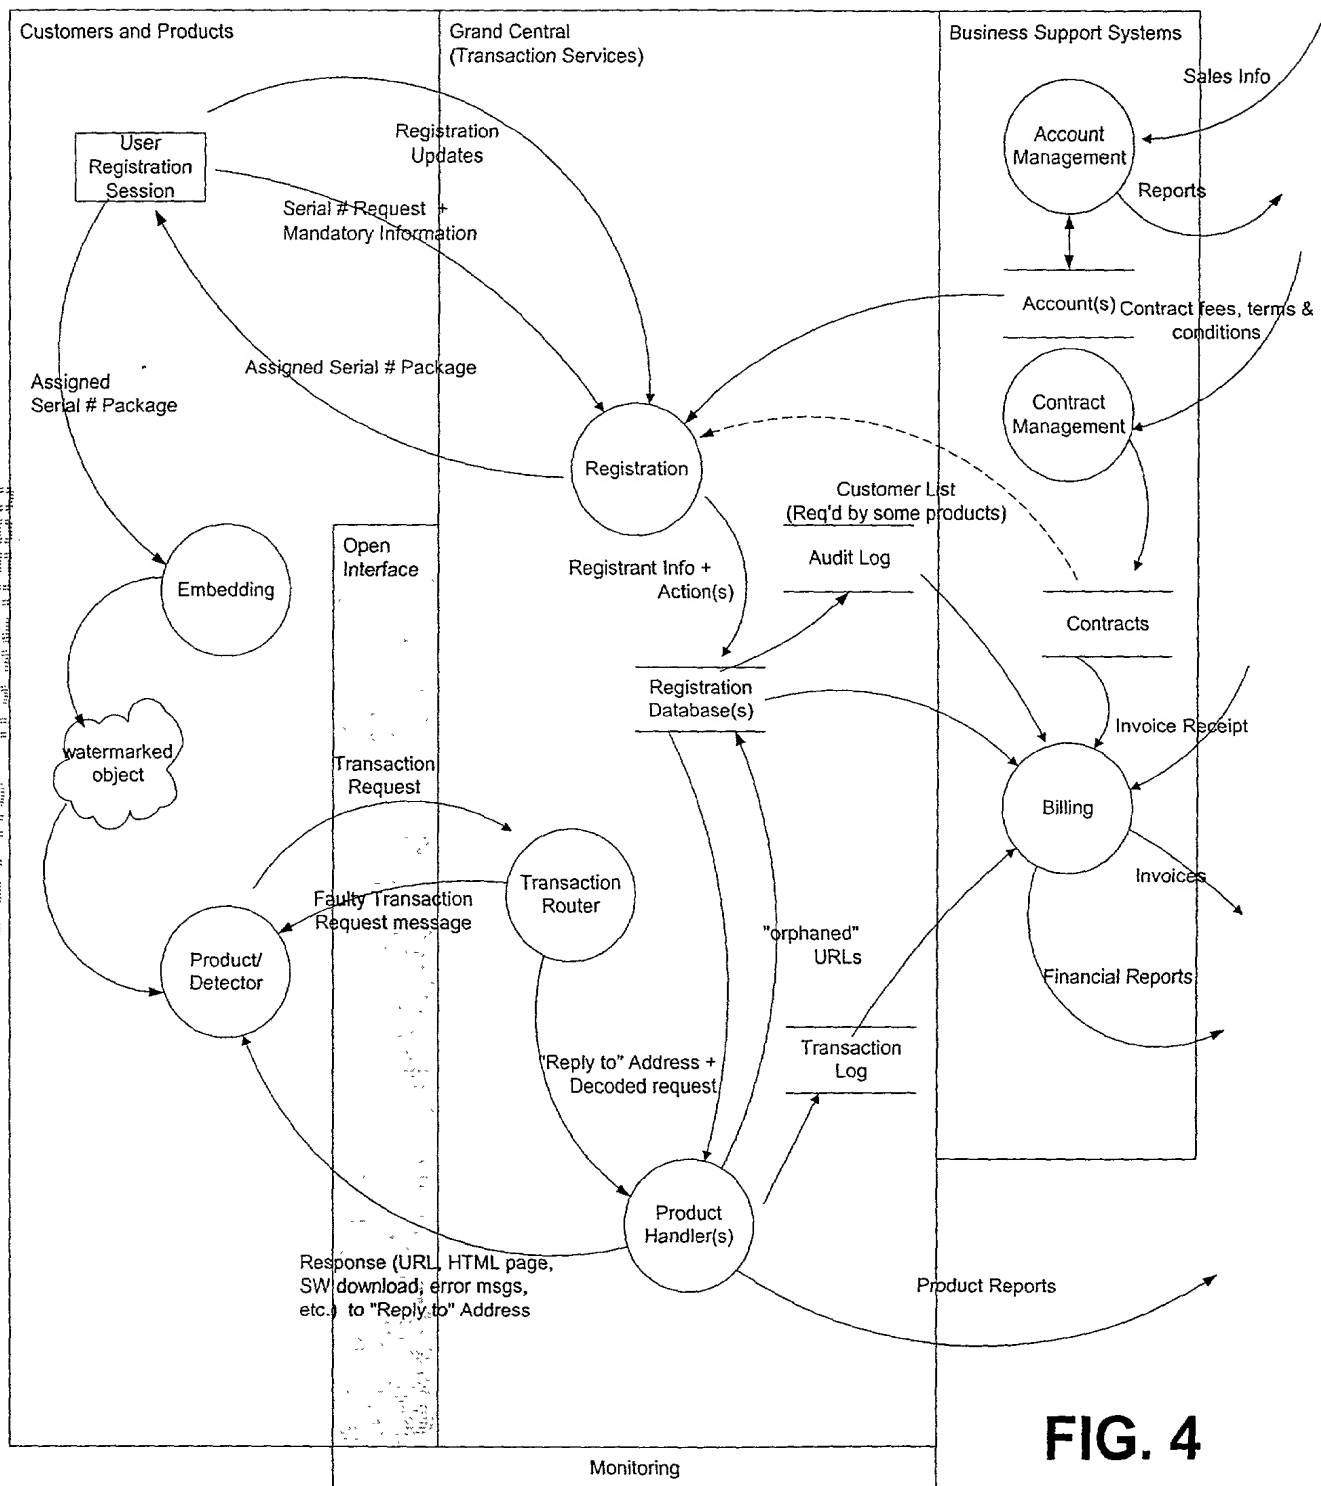 Customers and Products
Grand Central
(Transaction Services)
Business Support Systems
Sales Info
User
Registration
Session
Registration
Updates
Account
Management
Reports
Serial # Request +
Mandatory Information
Account(s)
Contract fees, terms &
conditions
Assigned Serial # Package
Assigned
Serial # Package
Contract
Management
Registration
Customer List
(Req'd by some products)
Open
Interface
Audit Log
Registrant Info +
Action(s)
Embedding
Contracts
Registration
Database(s)
watermarked
object
Transaction
Request
Invoice Receipt
Billing
Transaction
Router
Faulty Transaction
Request message
Invoices
"orphaned"
URLs
Product/
Detector
Financial Reports
Transaction
Log
"Reply to" Address +
Decoded request
Product
Handler(s)
Response (URL, HTML page,
SW download, error msgs,
etc.) to "Reply to" Address
Product Reports
FIG. 4
Monitoring